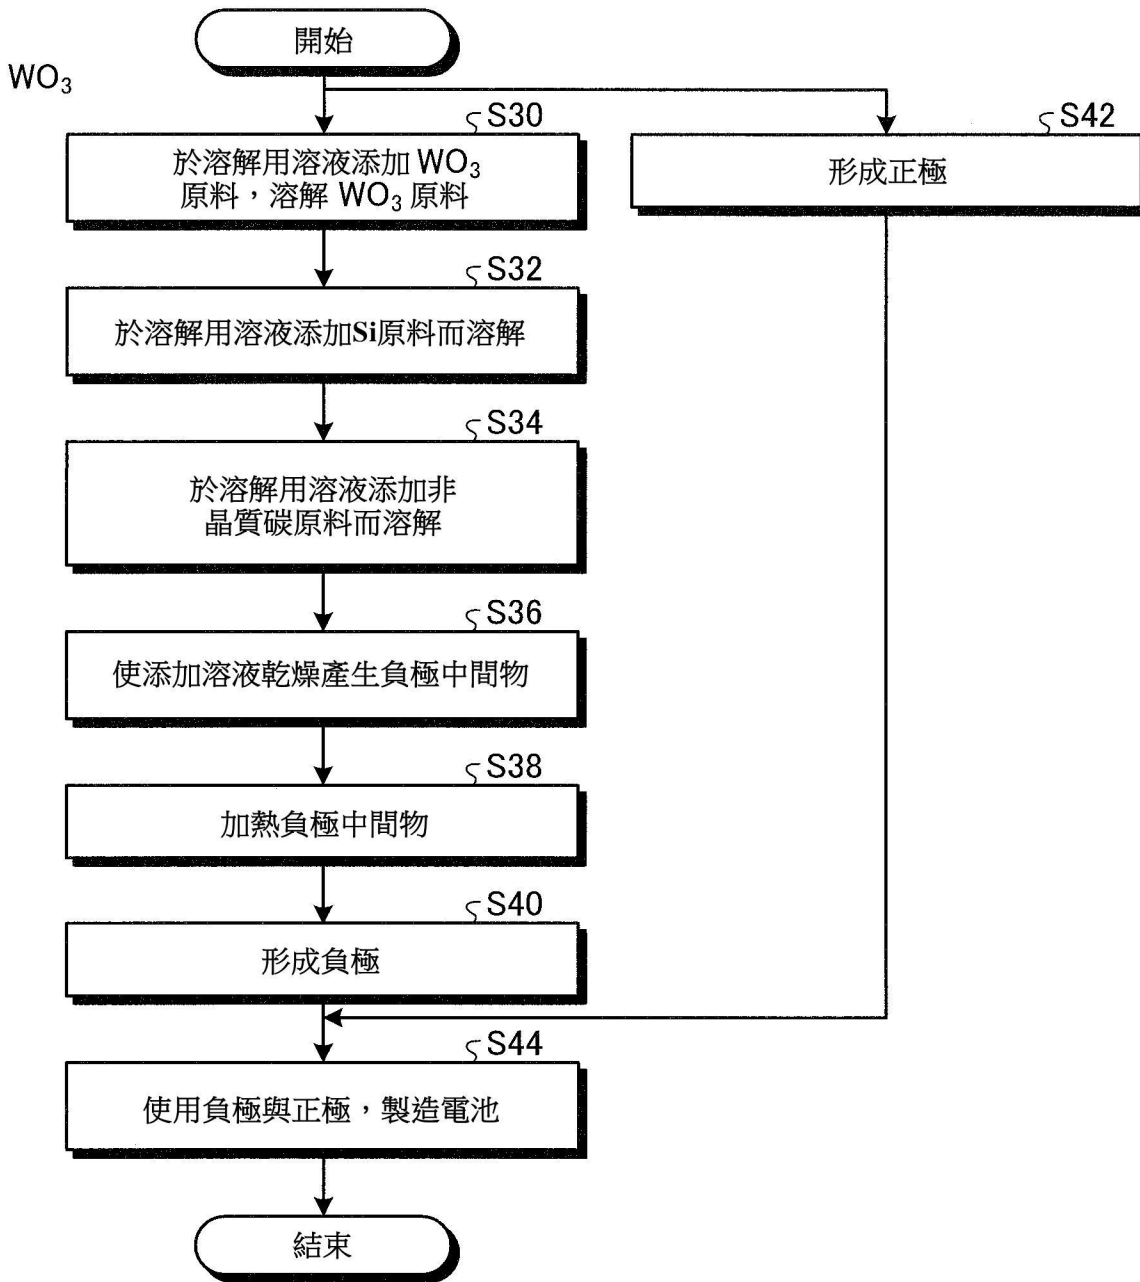 開始
WO₃
S30
於溶解用溶液添加 WO₃
原料，溶解 WO₃ 原料
S42
形成正極
S32
於溶解用溶液添加Si原料而溶解
S34
於溶解用溶液添加非
晶質碳原料而溶解
S36
使添加溶液乾燥產生負極中間物
S38
加熱負極中間物
S40
形成負極
S44
使用負極與正極，製造電池
結束